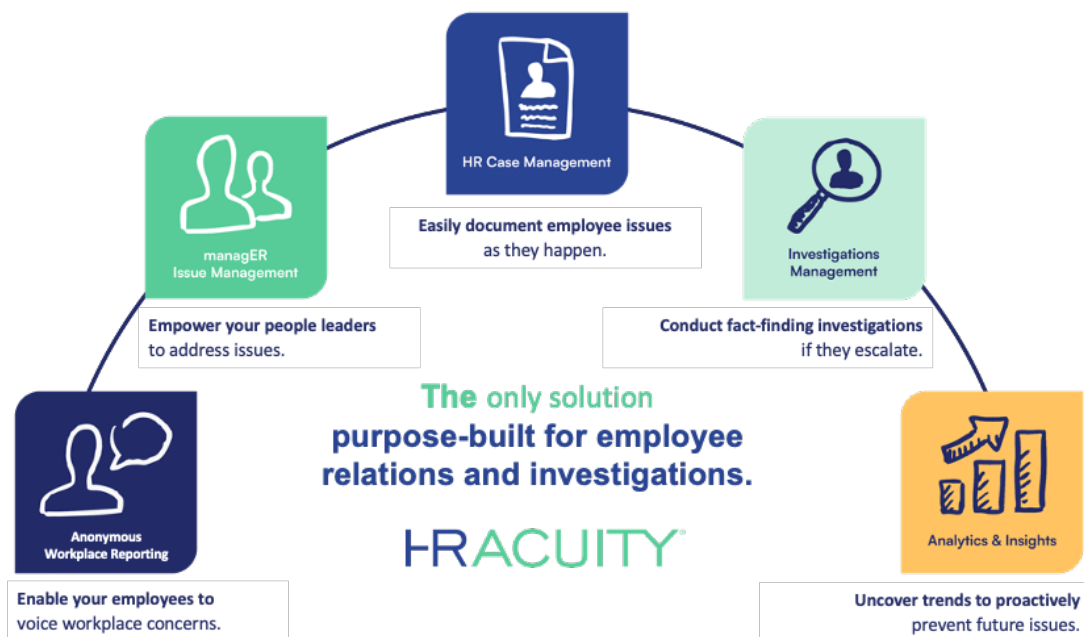 HR Case Management
Easily document employee issues
as they happen.
managER
Issue Management
Empower your people leaders
to address issues.
Investigations
Management
Conduct fact-finding investigations
if they escalate.
Anonymous
Workplace Reporting
Enable your employees to
voice workplace concerns.
The only solution
purpose-built for employee
relations and investigations.
HRACUITY
Analytics & Insights
Uncover trends to proactively
prevent future issues.